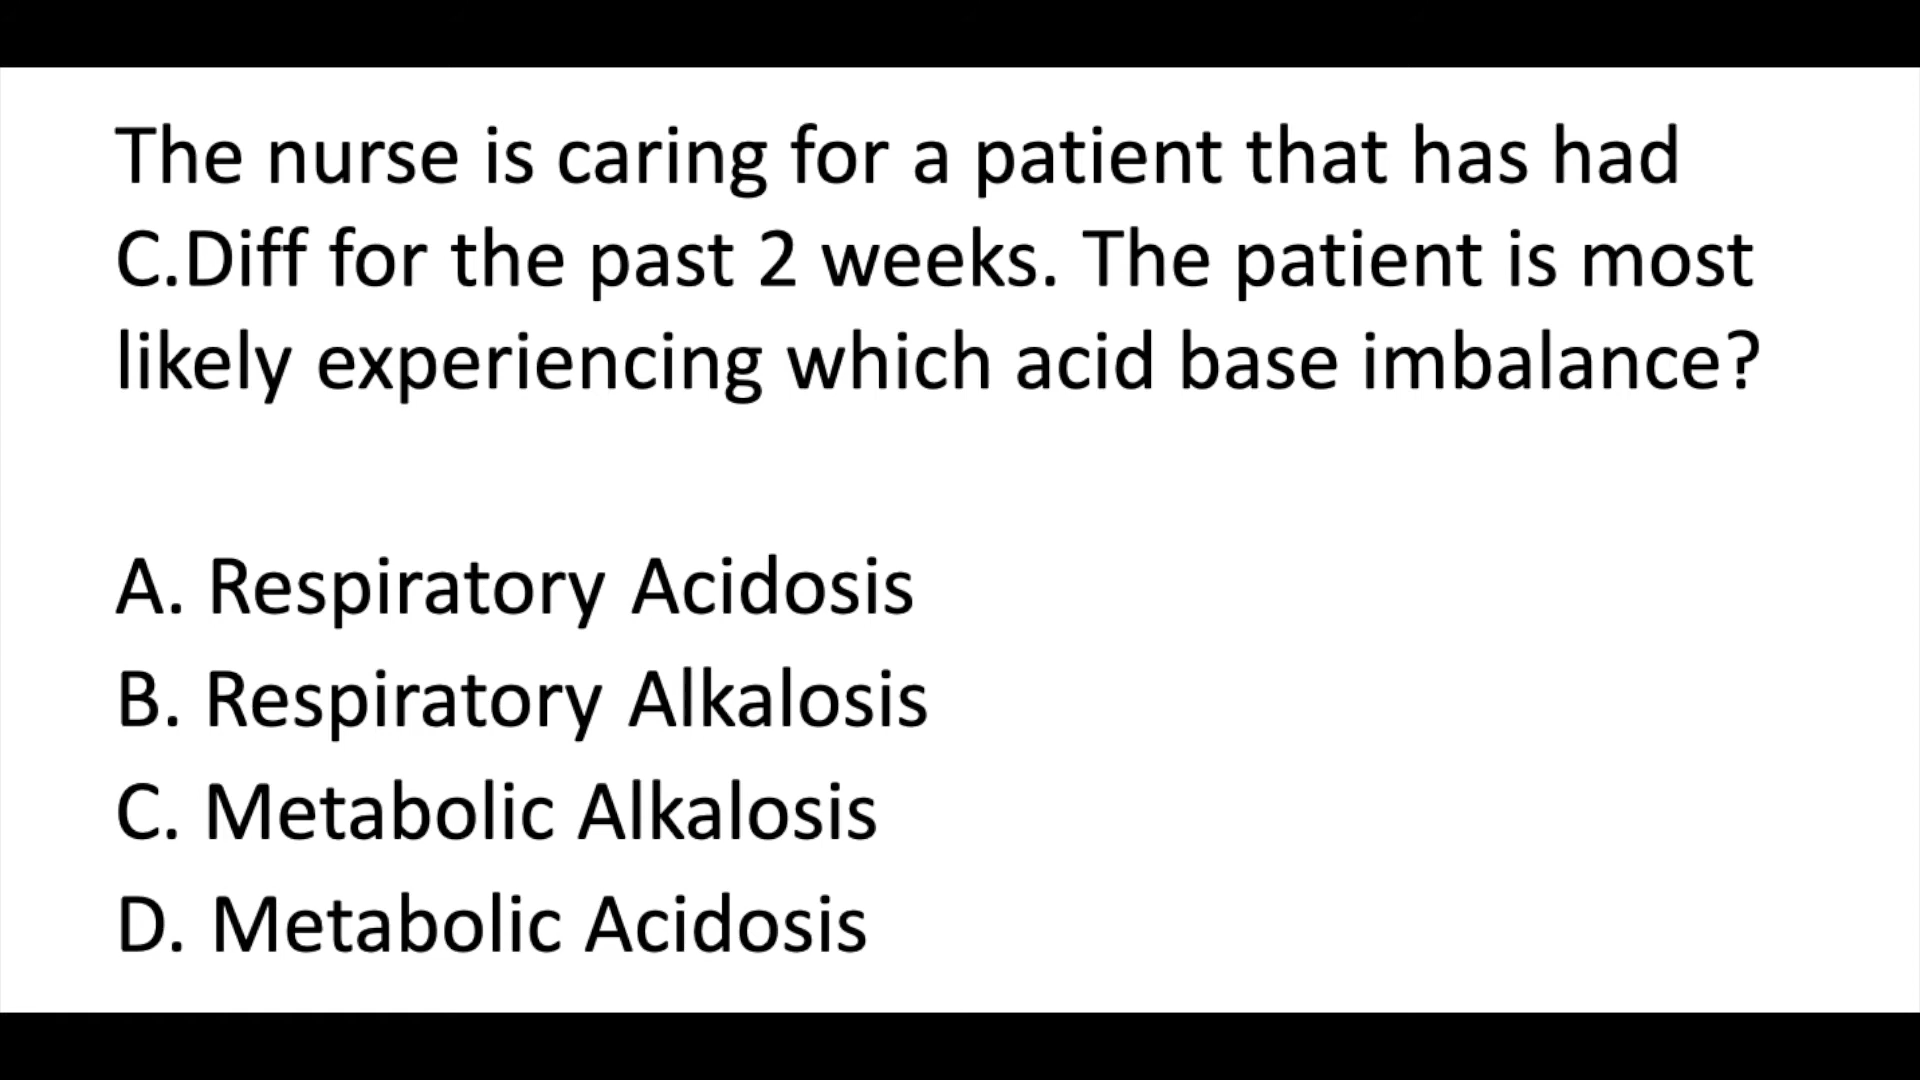 The nurse is caring for a patient that has had
C.Diff for the past 2 weeks. The patient is most
likely experiencing which acid base imbalance?
A. Respiratory Acidosis
B. Respiratory Alkalosis
C. Metabolic Alkalosis
D. Metabolic Acidosis